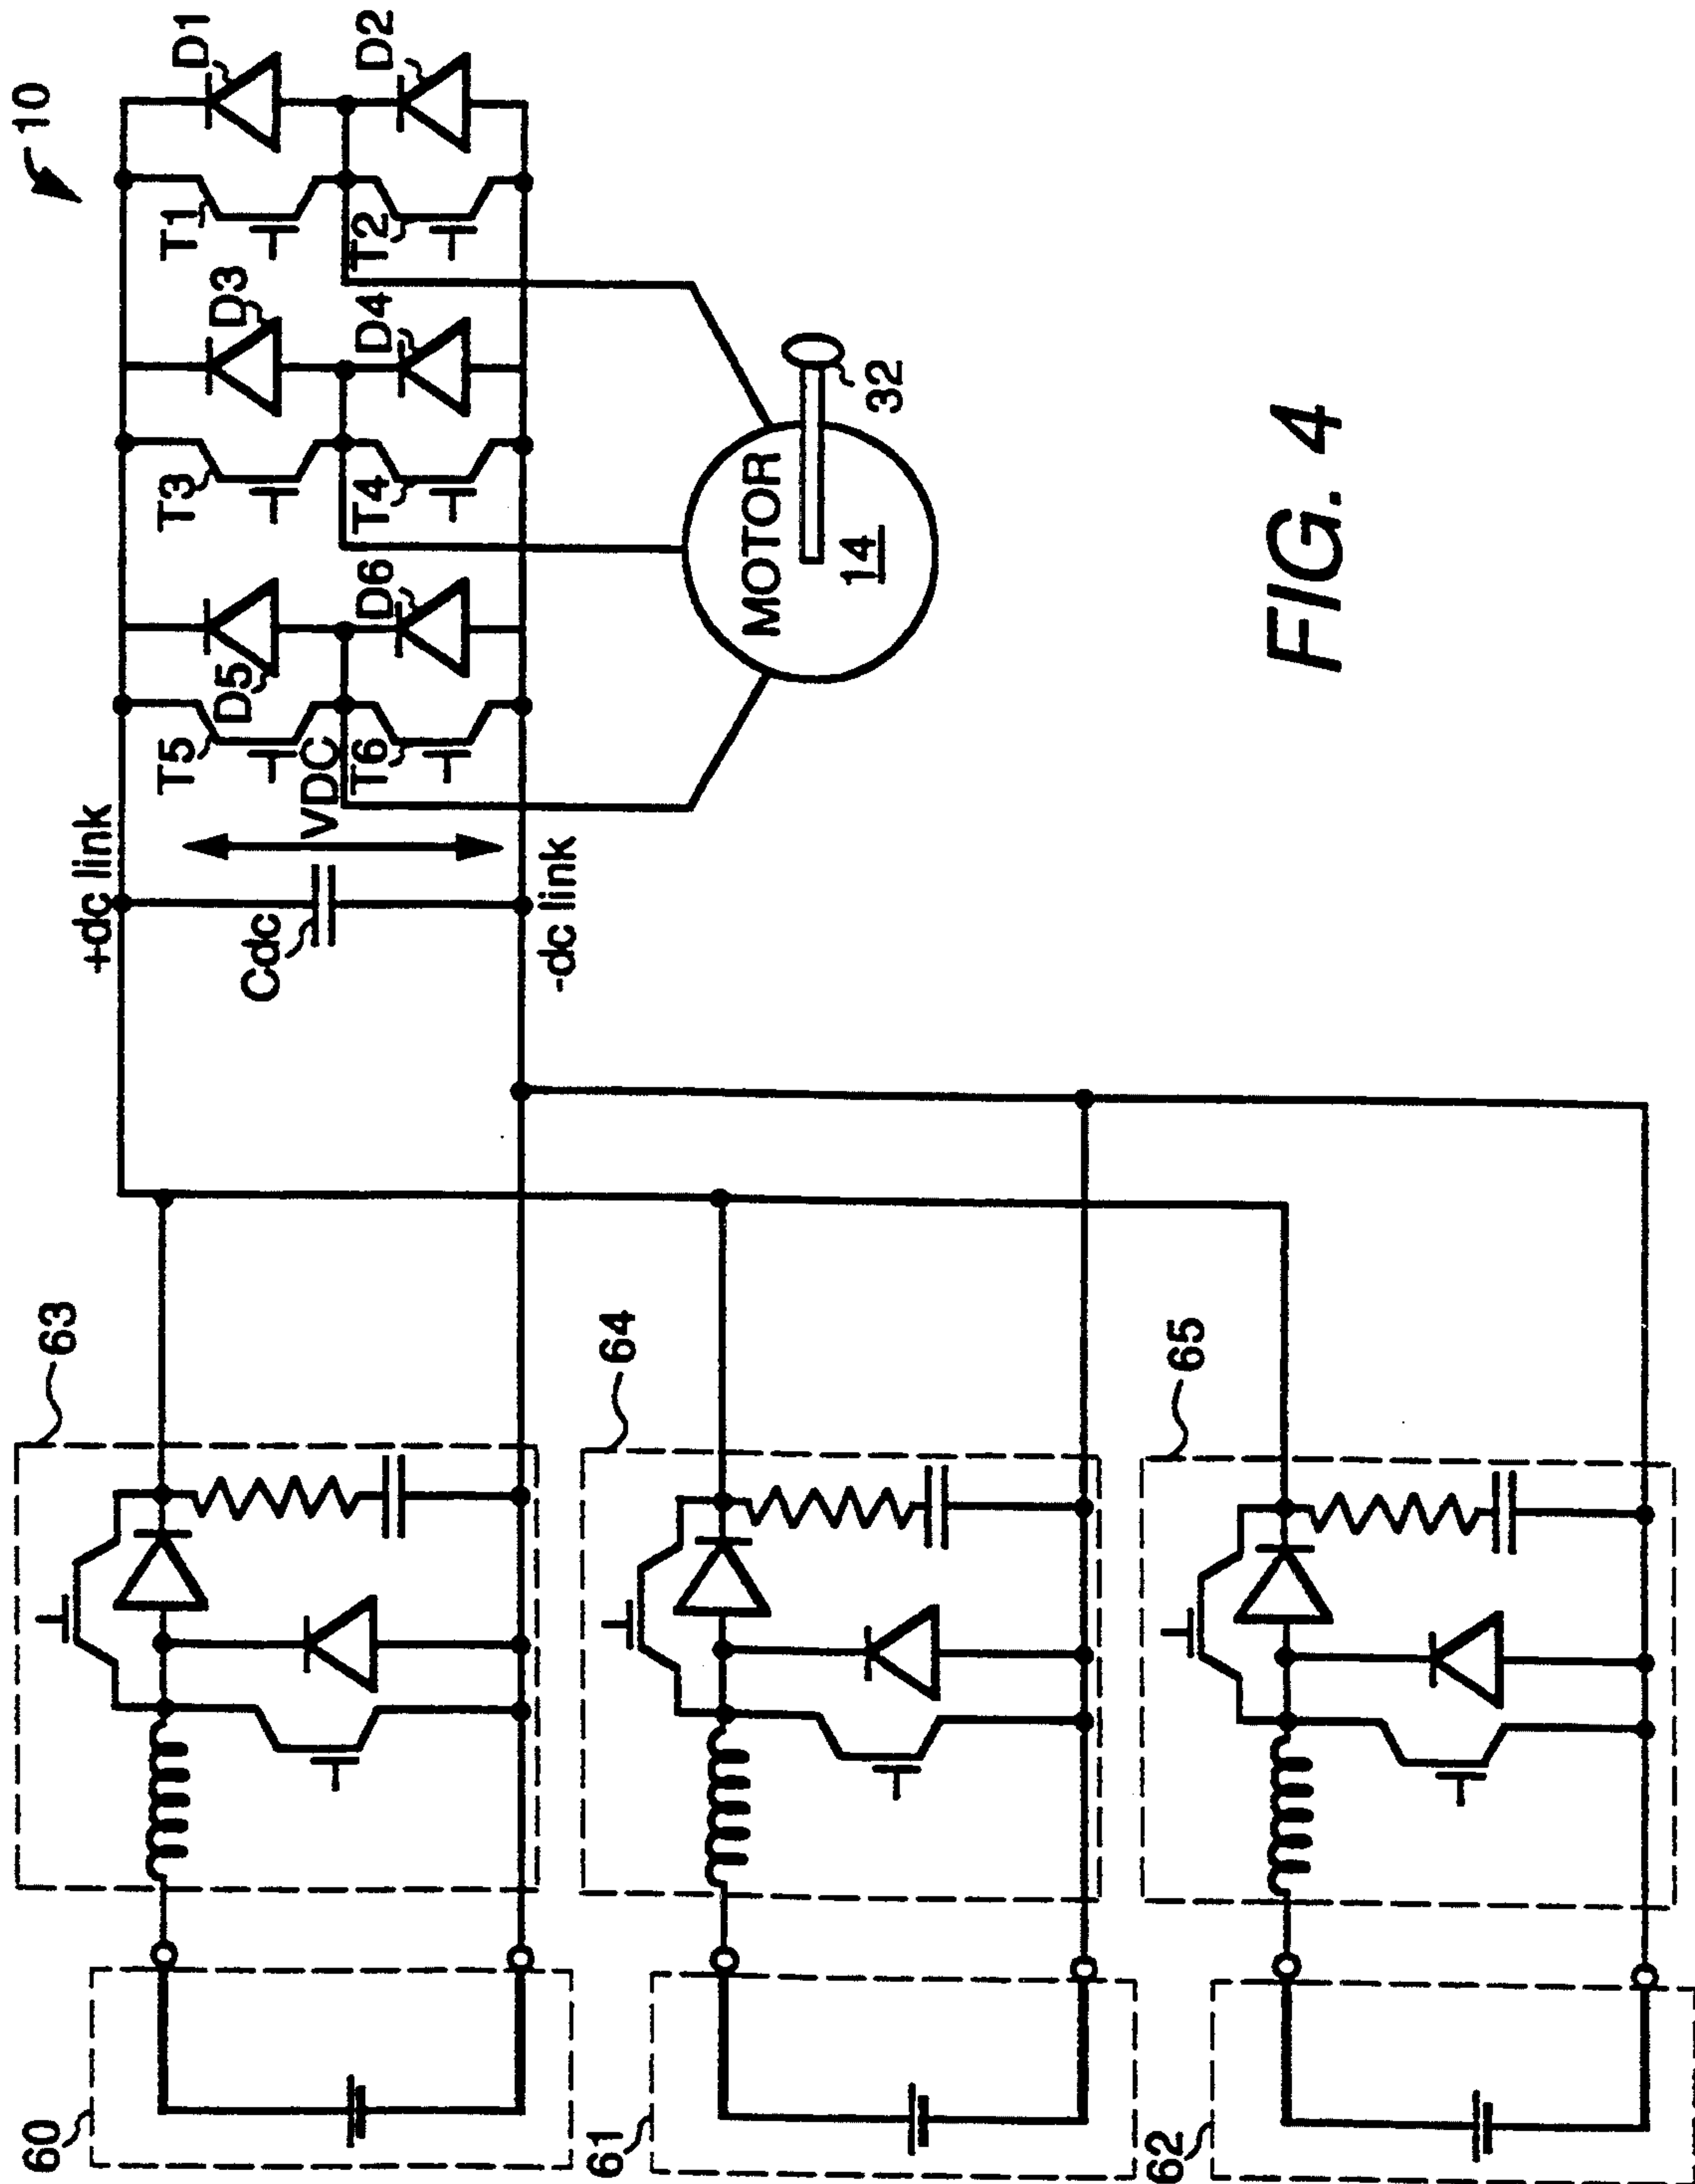 10
D1
D2
T1
T2
D3
D4
T3
T4
D5
D6
T5
T6
VDC
+dc link
Cdc
-dc link
MOTOR
14
32
63
64
65
60
61
62
FIG. 4